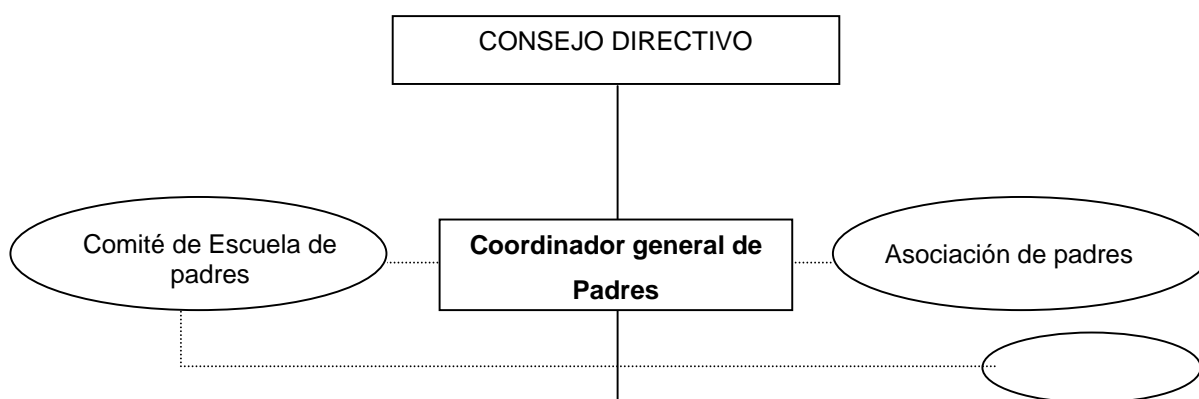 CONSEJO DIRECTIVO
Comité de Escuela de
padres
Coordinador general de
Padres
Asociación de padres